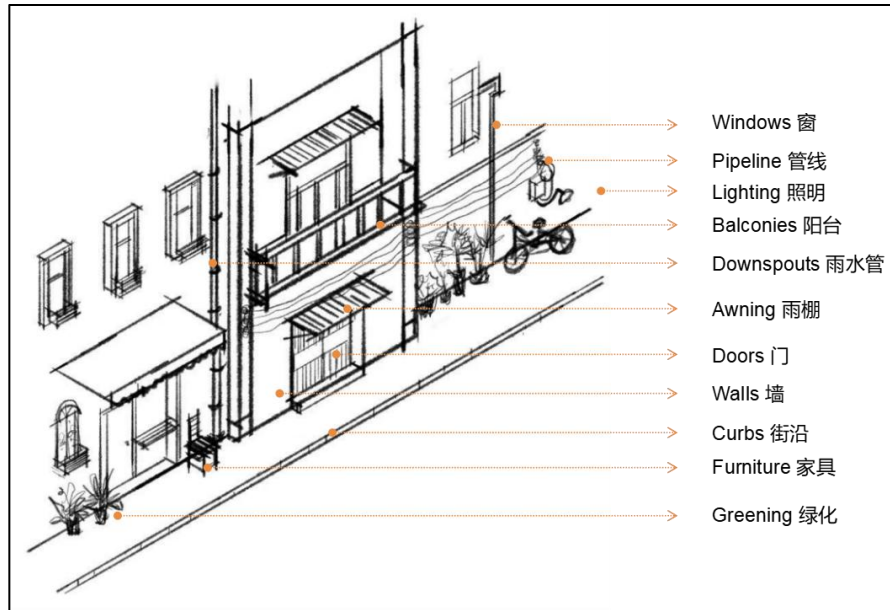 Windows 窗
Pipeline 管线
Lighting 照明
Balconies 阳台
Downspouts 雨水管
Awning 雨棚
Doors 门
Walls 墙
Curbs 街沿
Furniture 家具
Greening 绿化